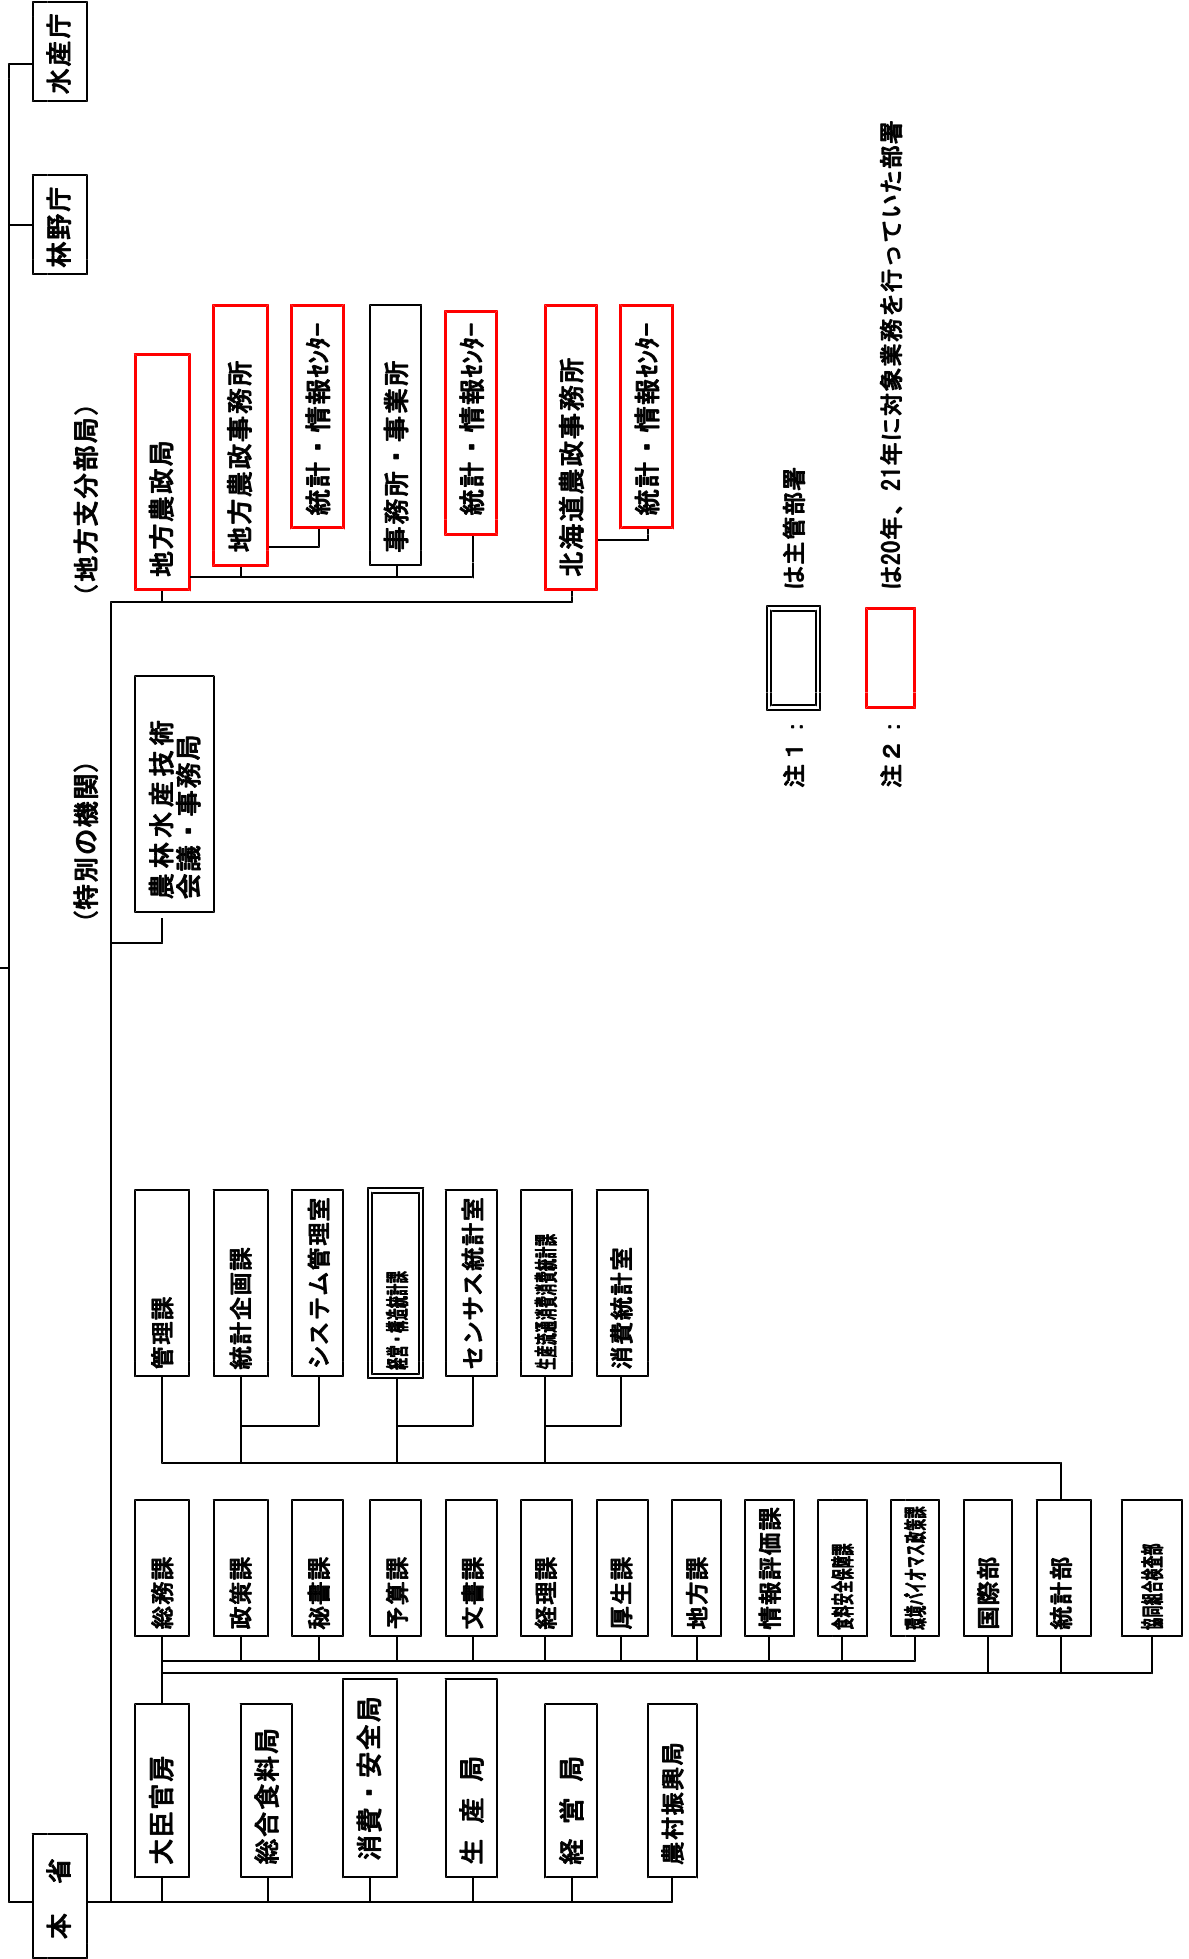 本 省
林野庁
水産庁
(特別の機関)
(地方支分部局)
大臣官房
総務課
管理課
農林水産技術
会議・事務局
地方農政局
政策課
統計企画課
地方農政事務所
総合食料局
秘書課
システム管理室
統計・情報センター
消費・安全局
予算課
経営・構造統計課
事務所・事業所
生 産 局
文書課
センサス統計室
統計・情報センター
経 営 局
経理課
生産流通消費消費統計課
北海道農政事務所
農村振興局
厚生課
消費統計室
統計・情報センター
地方課
情報評価課
食料安全保障課
環境バイオマス政策課
国際部
統計部
協同組合検査部
注1: は主管部署
注2: は20年、21年に対象業務を行っていた部署